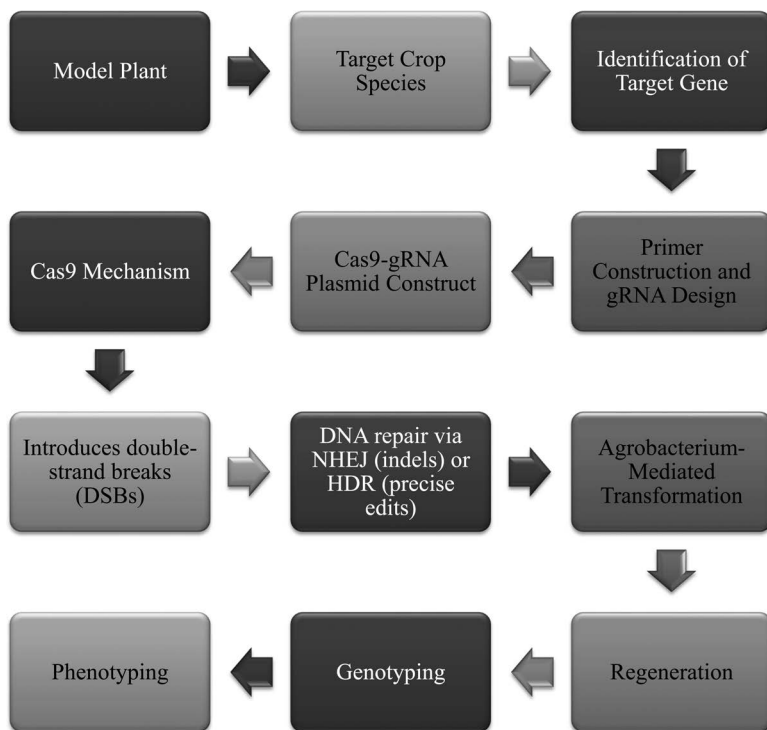 Model Plant
Target Crop
Species
Identification of
Target Gene
Primer
Construction and
gRNA Design
Cas9-gRNA
Plasmid Construct
Cas9 Mechanism
Introduces double-
strand breaks
(DSBs)
DNA repair via
NHEJ (indels) or
HDR (precise
edits)
Agrobacterium-
Mediated
Transformation
Regeneration
Genotyping
Phenotyping